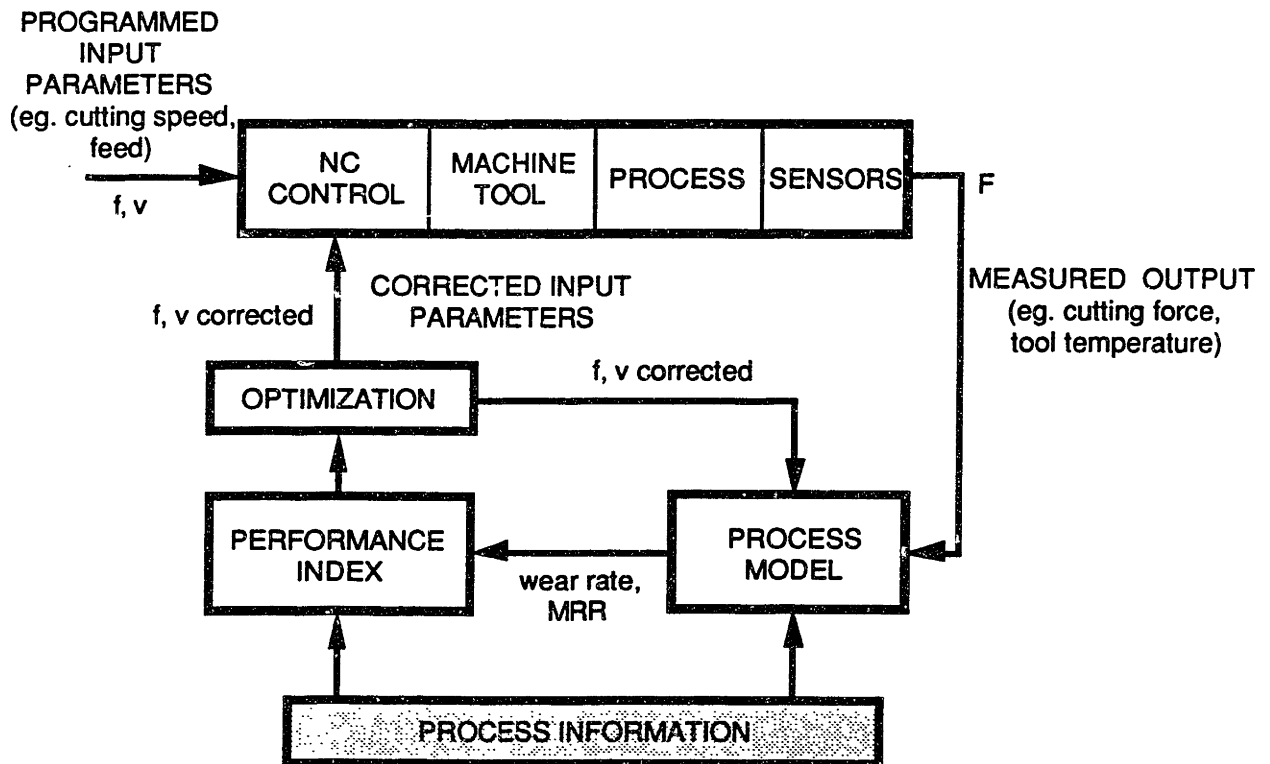 PROGRAMMED
INPUT
PARAMETERS
(eg. cutting speed,
feed)
f, v
NC
CONTROL
MACHINE
TOOL
PROCESS
SENSORS
F
MEASURED OUTPUT
(eg. cutting force,
tool temperature)
CORRECTED INPUT
PARAMETERS
f, v corrected
OPTIMIZATION
f, v corrected
PERFORMANCE
INDEX
wear rate,
MRR
PROCESS
MODEL
PROCESS INFORMATION